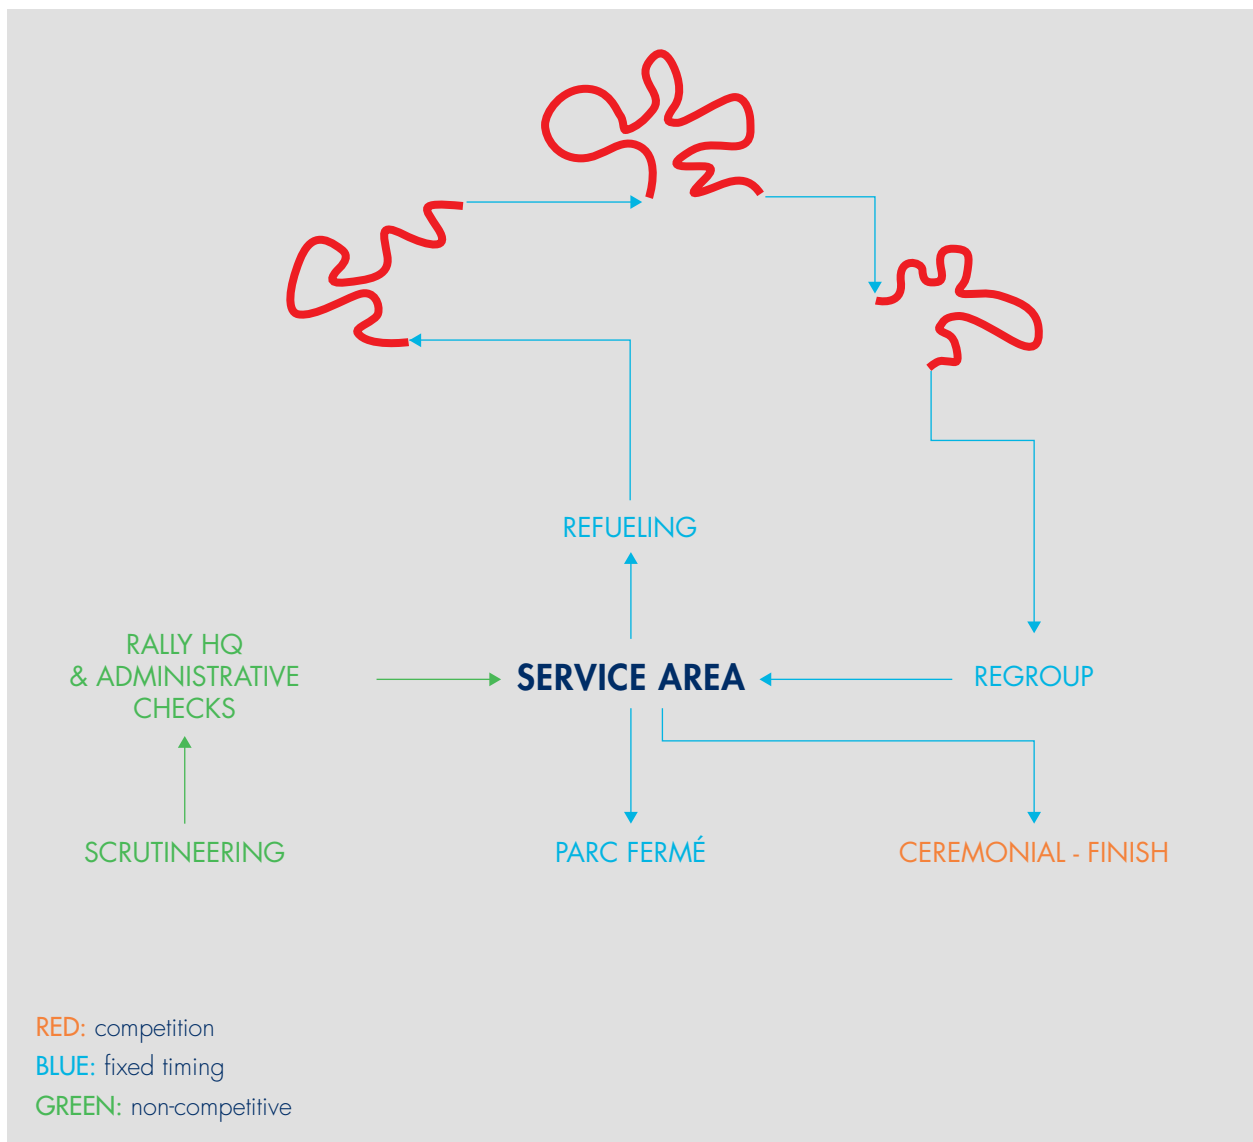 REFUELING
RALLY HQ
& ADMINISTRATIVE
CHECKS
SERVICE AREA
REGROUP
SCRUTINEERING
PARC FERMÉ
CEREMONIAL - FINISH
RED: competition
BLUE: fixed timing
GREEN: non-competitive